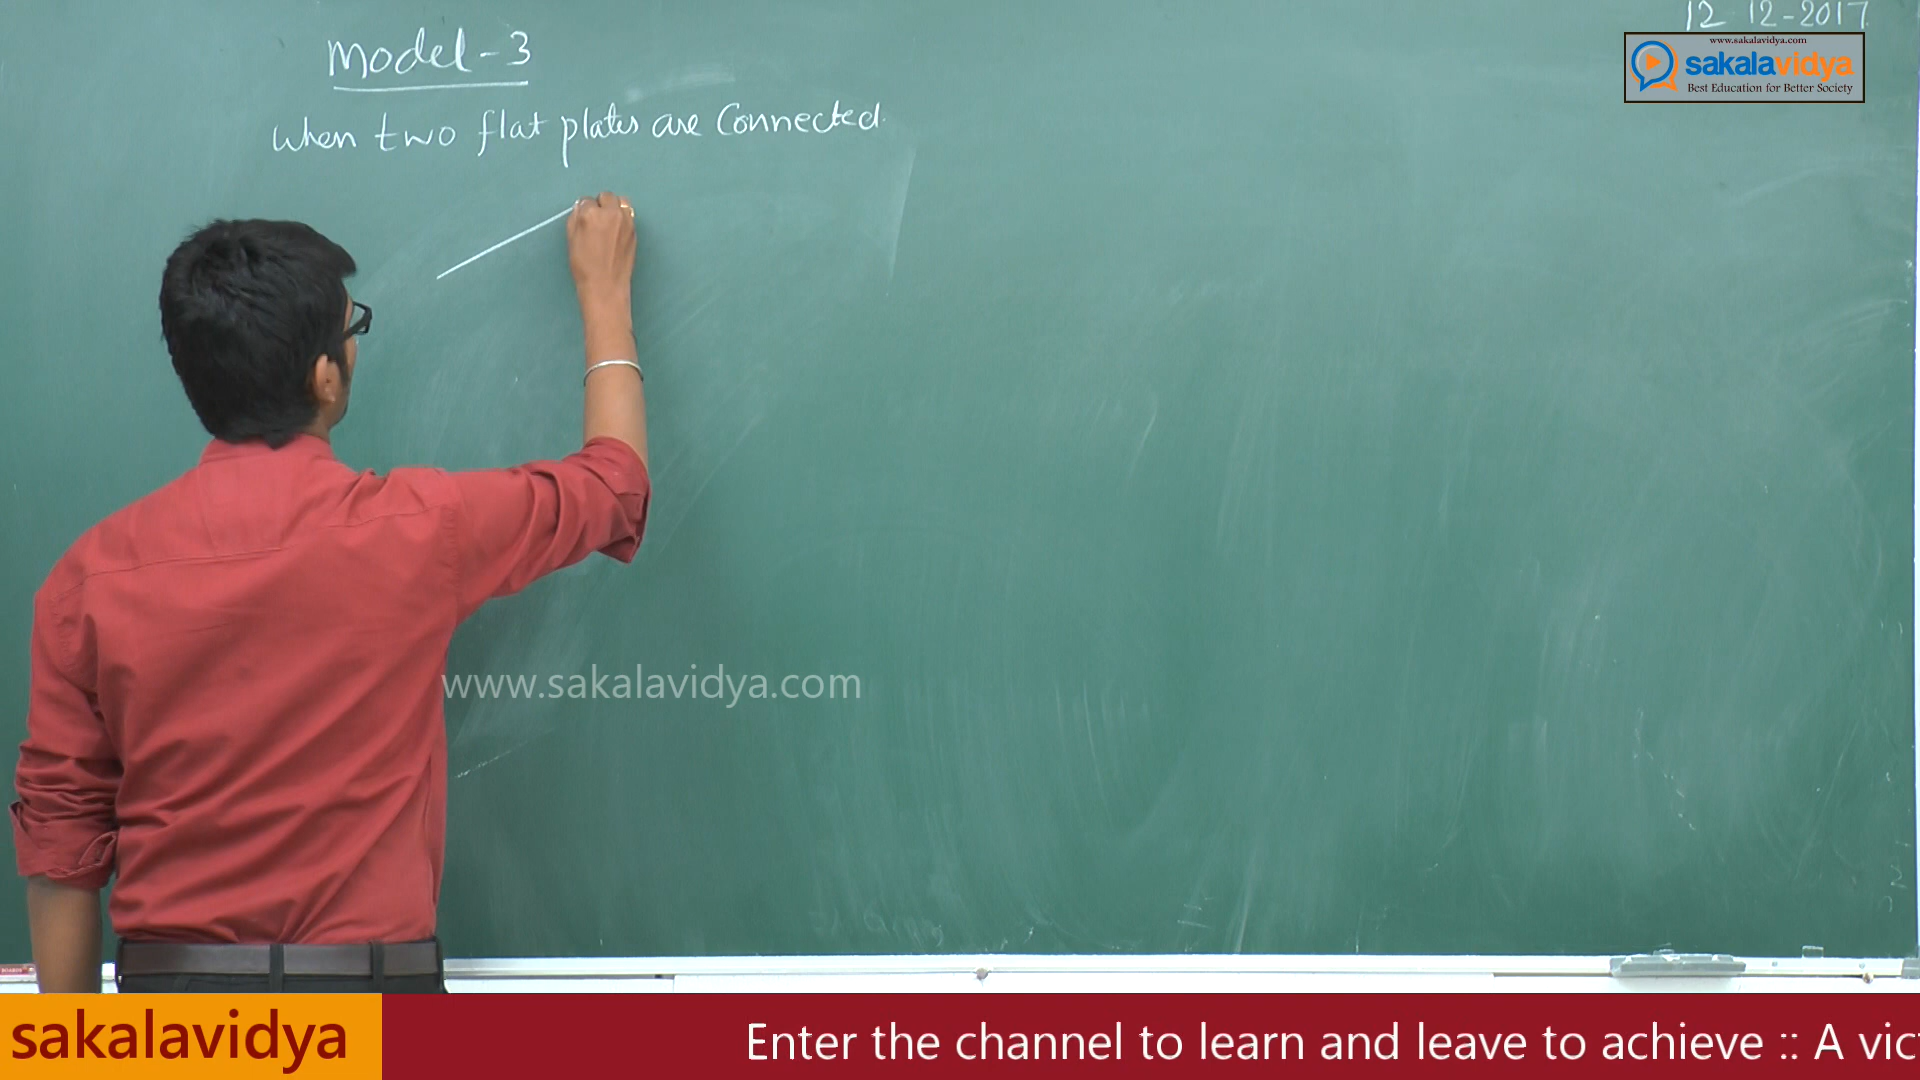 12-12-2017
Model-3
When two flat plates are Connected.
www.sakalavidya.com
sakalavidya
Best Education for Better Society
www.sakalavidya.com
sakalavidya
Enter the channel to learn and leave to achieve :: A vic